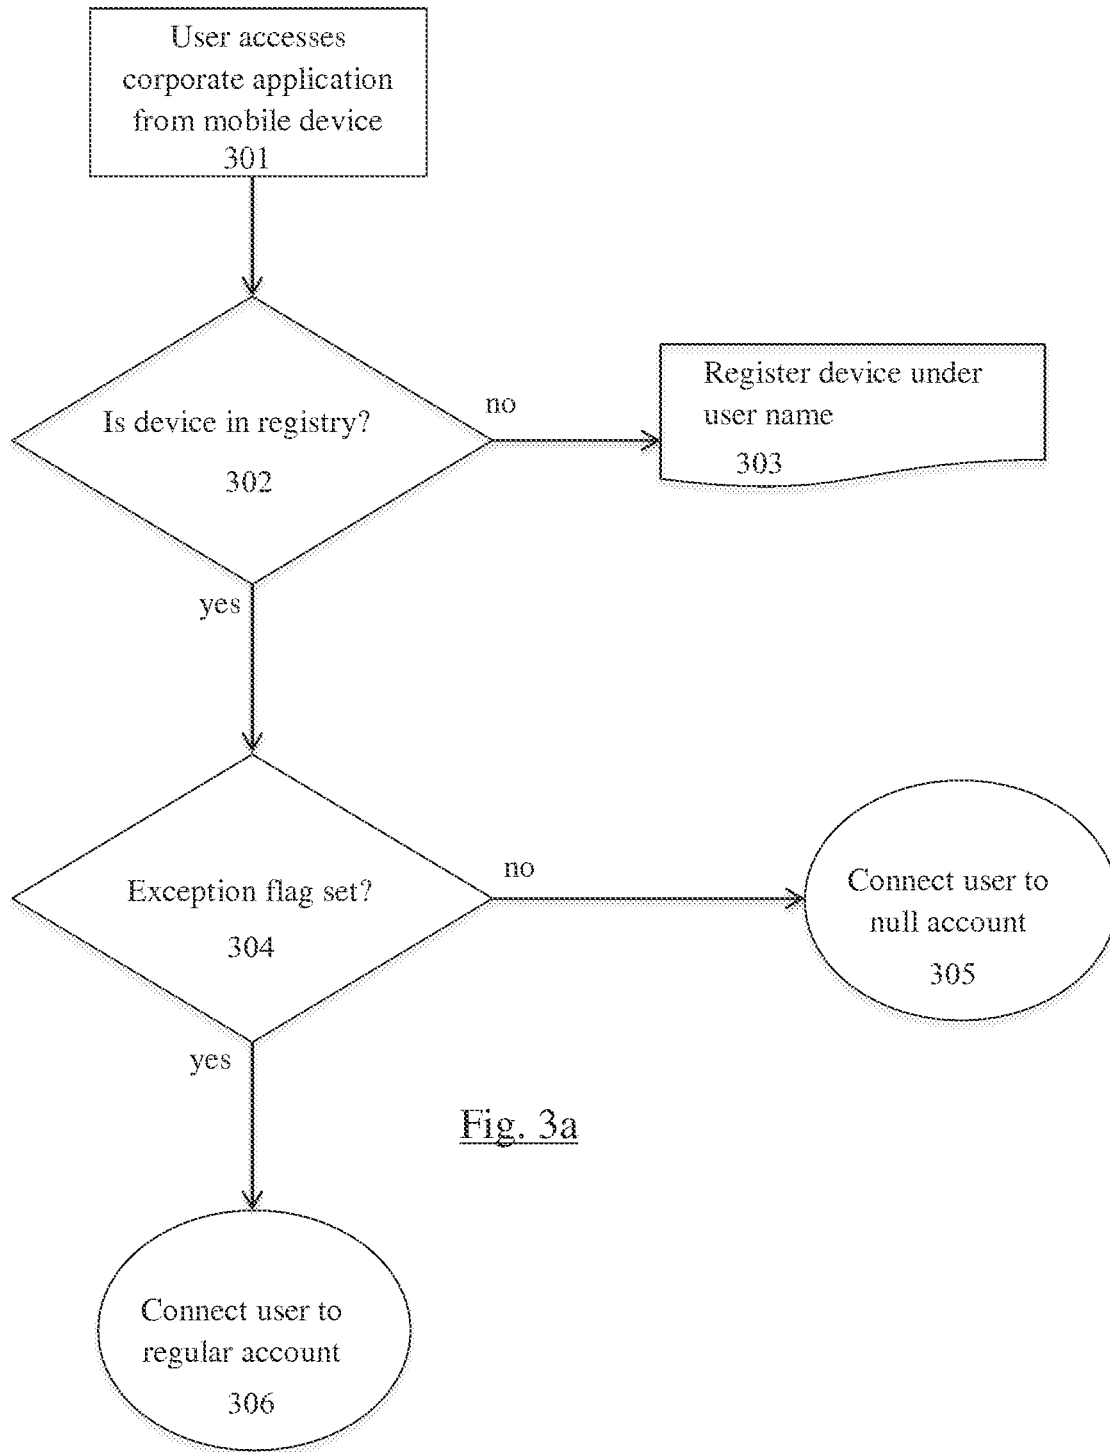 User accesses
corporate application
from mobile device
301
Is device in registry?
302
no
Register device under
user name
303
yes
Exception flag set?
304
no
Connect user to
null account
305
yes
Fig. 3a
Connect user to
regular account
306